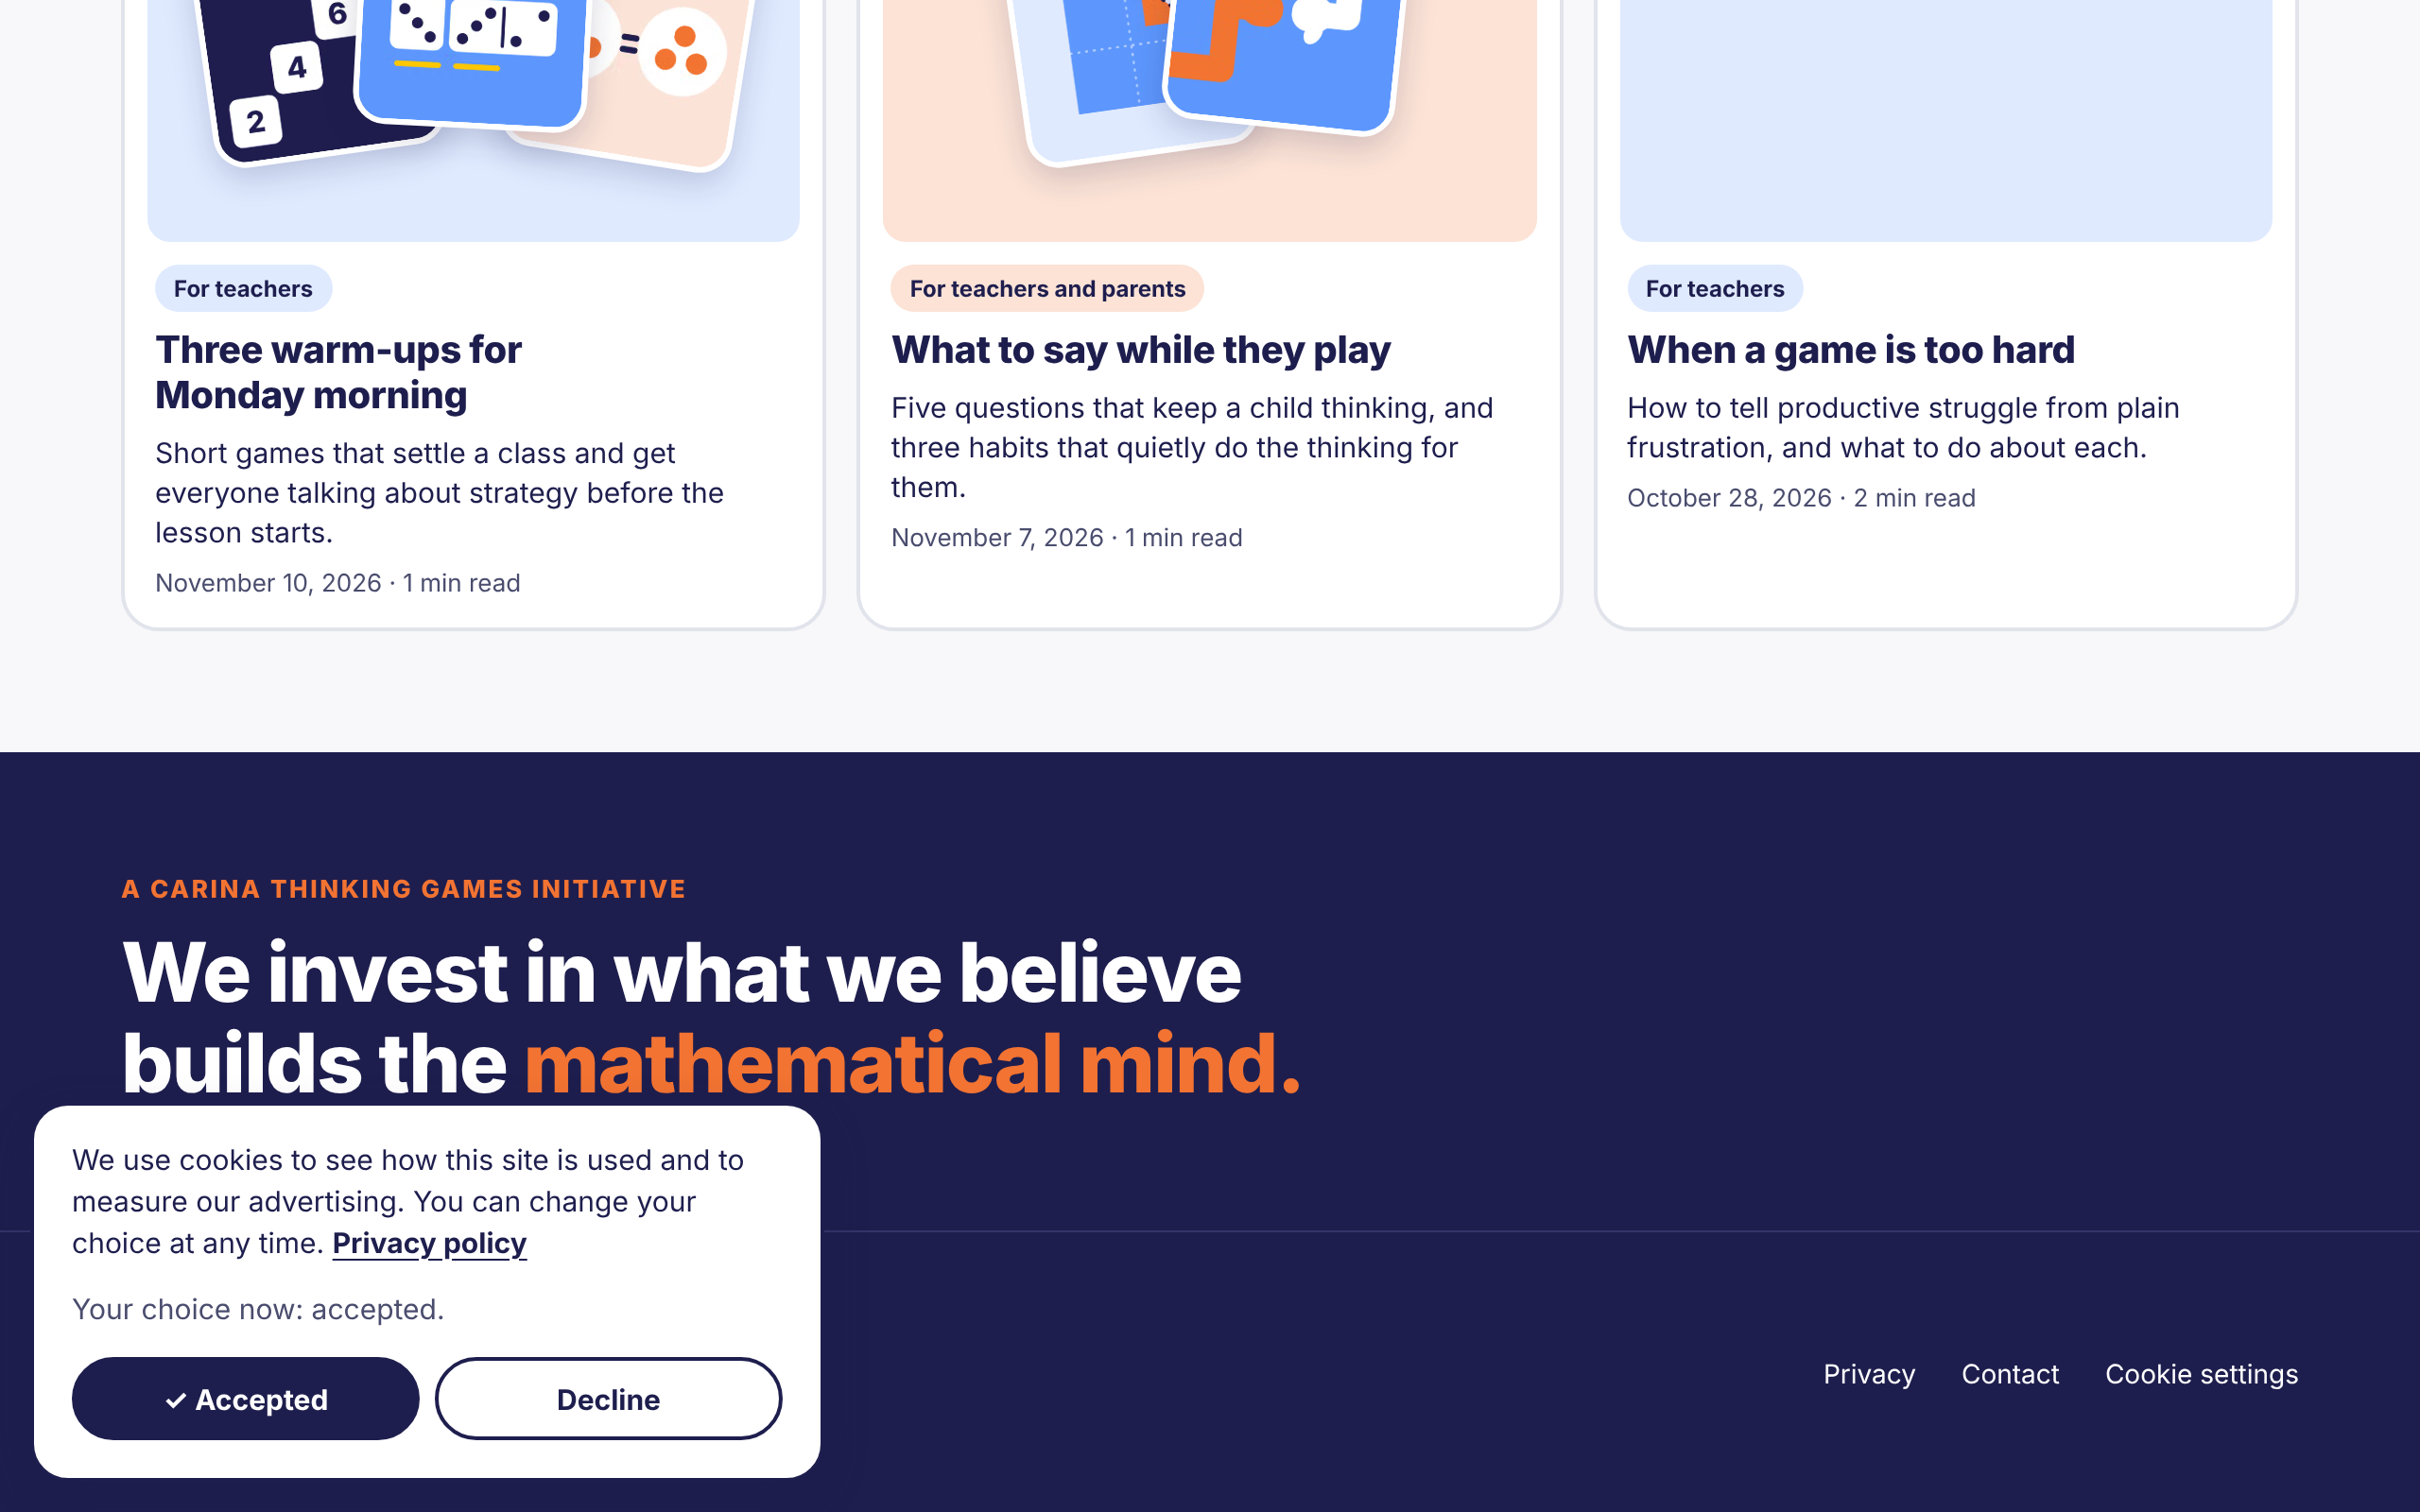 6
4
2
=
For teachers
Three warm-ups for
Monday morning
Short games that settle a class and get
everyone talking about strategy before the
lesson starts.
November 10, 2026 · 1 min read
For teachers and parents
What to say while they play
Five questions that keep a child thinking, and
three habits that quietly do the thinking for
them.
November 7, 2026 · 1 min read
For teachers
When a game is too hard
How to tell productive struggle from plain
frustration, and what to do about each.
October 28, 2026 · 2 min read
A CARINA THINKING GAMES INITIATIVE
We invest in what we believe
builds the mathematical mind.
We use cookies to see how this site is used and to
measure our advertising. You can change your
choice at any time. Privacy policy
Your choice now: accepted.
✓ Accepted
Decline
Privacy
Contact
Cookie settings